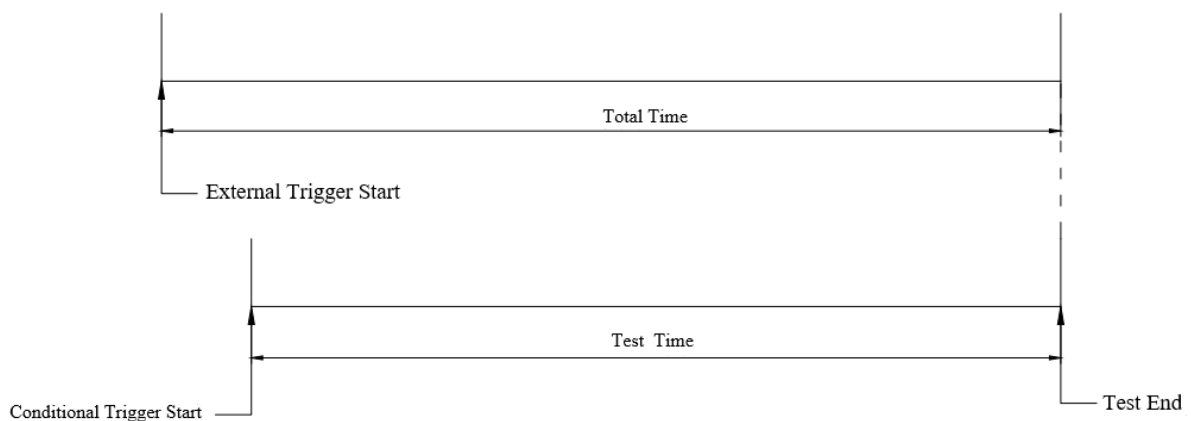 Total Time
External Trigger Start
Test Time
Test End
Conditional Trigger Start